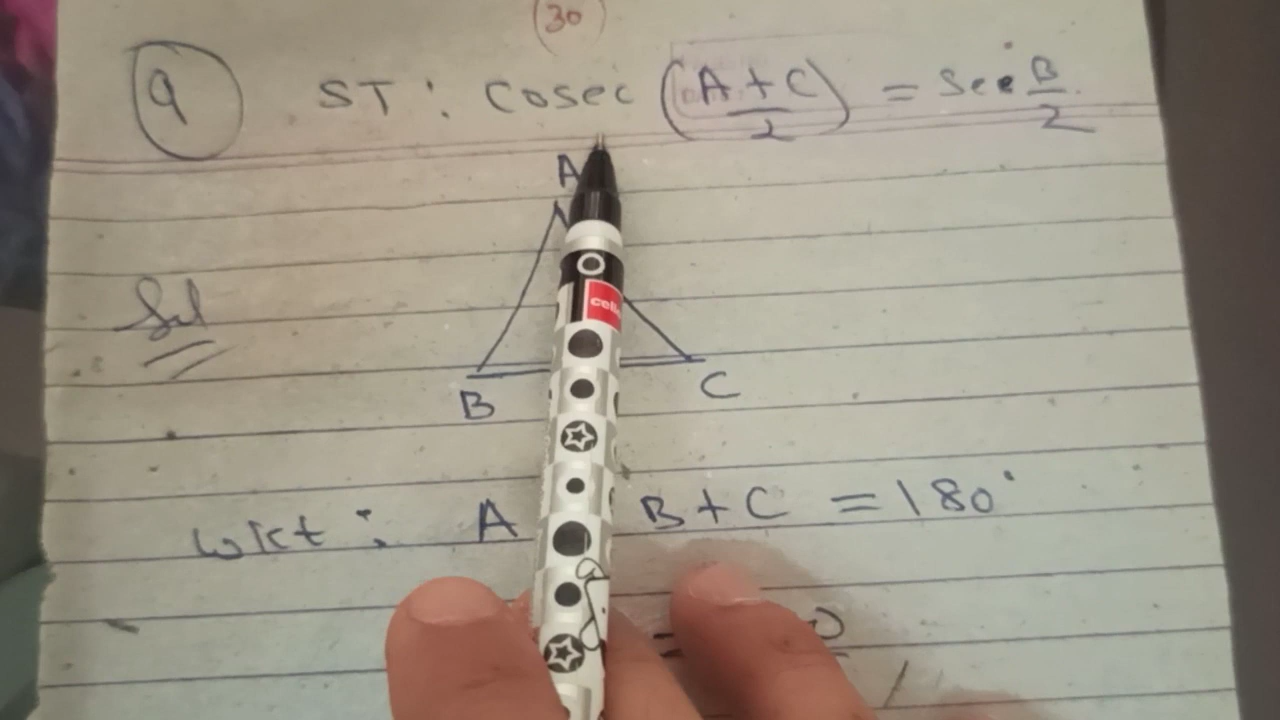 (30)
9 ST: Cosec (A+C/2) = Sec B/2
A
Sol
B C
Wkt: A B+C = 180°
=